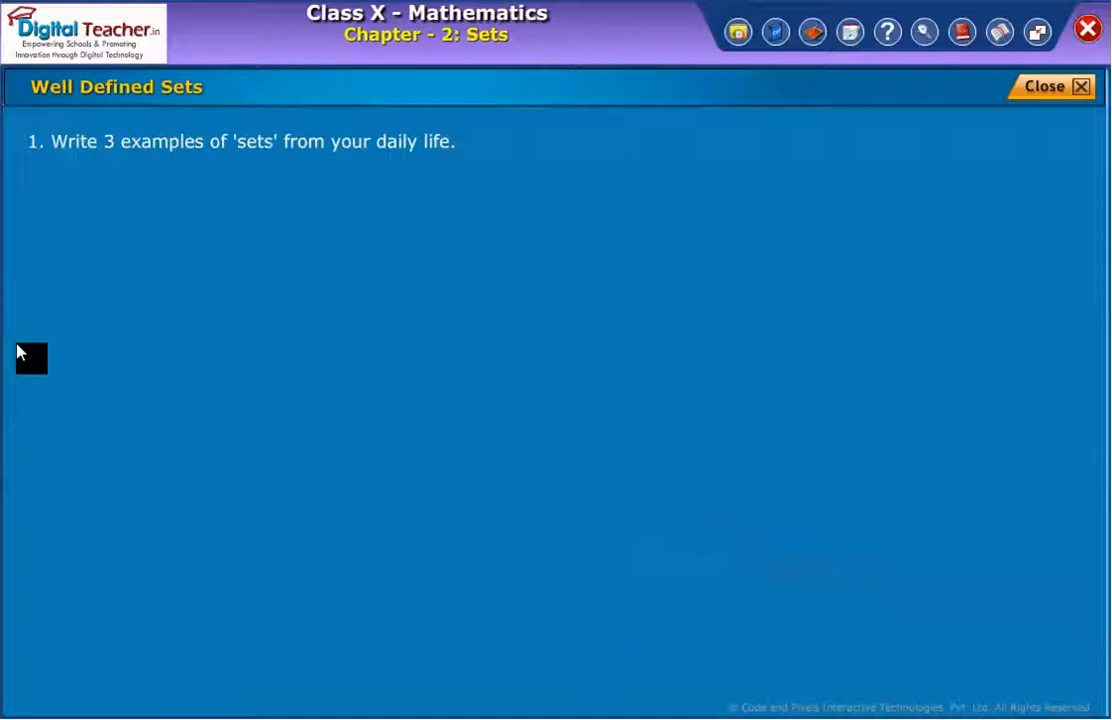 Digital Teacher.in
Empowering Schools & Promoting
Innovation through Digital Technology
Class X - Mathematics
Chapter - 2: Sets
?
Well Defined Sets
Close
1. Write 3 examples of 'sets' from your daily life.
© Code and Pixels Interactive Technologies Pvt. Ltd. All Rights Reserved